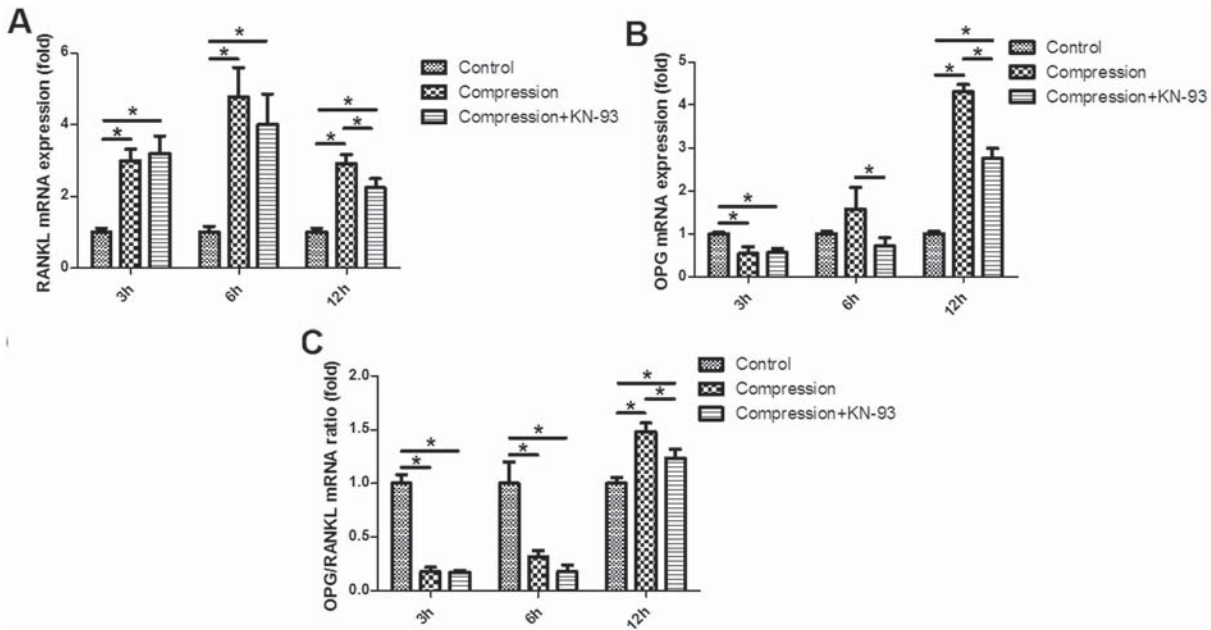 A
RANKL mRNA expression (fold)
8
6
4
2
0
*
*
*
*
*
*
*
3h
6h
12h
Control
Compression
Compression+KN-93
B
OPG mRNA expression (fold)
5
4
3
2
1
0
*
*
*
*
*
*
3h
6h
12h
Control
Compression
Compression+KN-93
C
OPG/RANKL mRNA ratio (fold)
2.0
1.5
1.0
0.5
0.0
*
*
*
*
*
*
*
3h
6h
12h
Control
Compression
Compression+KN-93